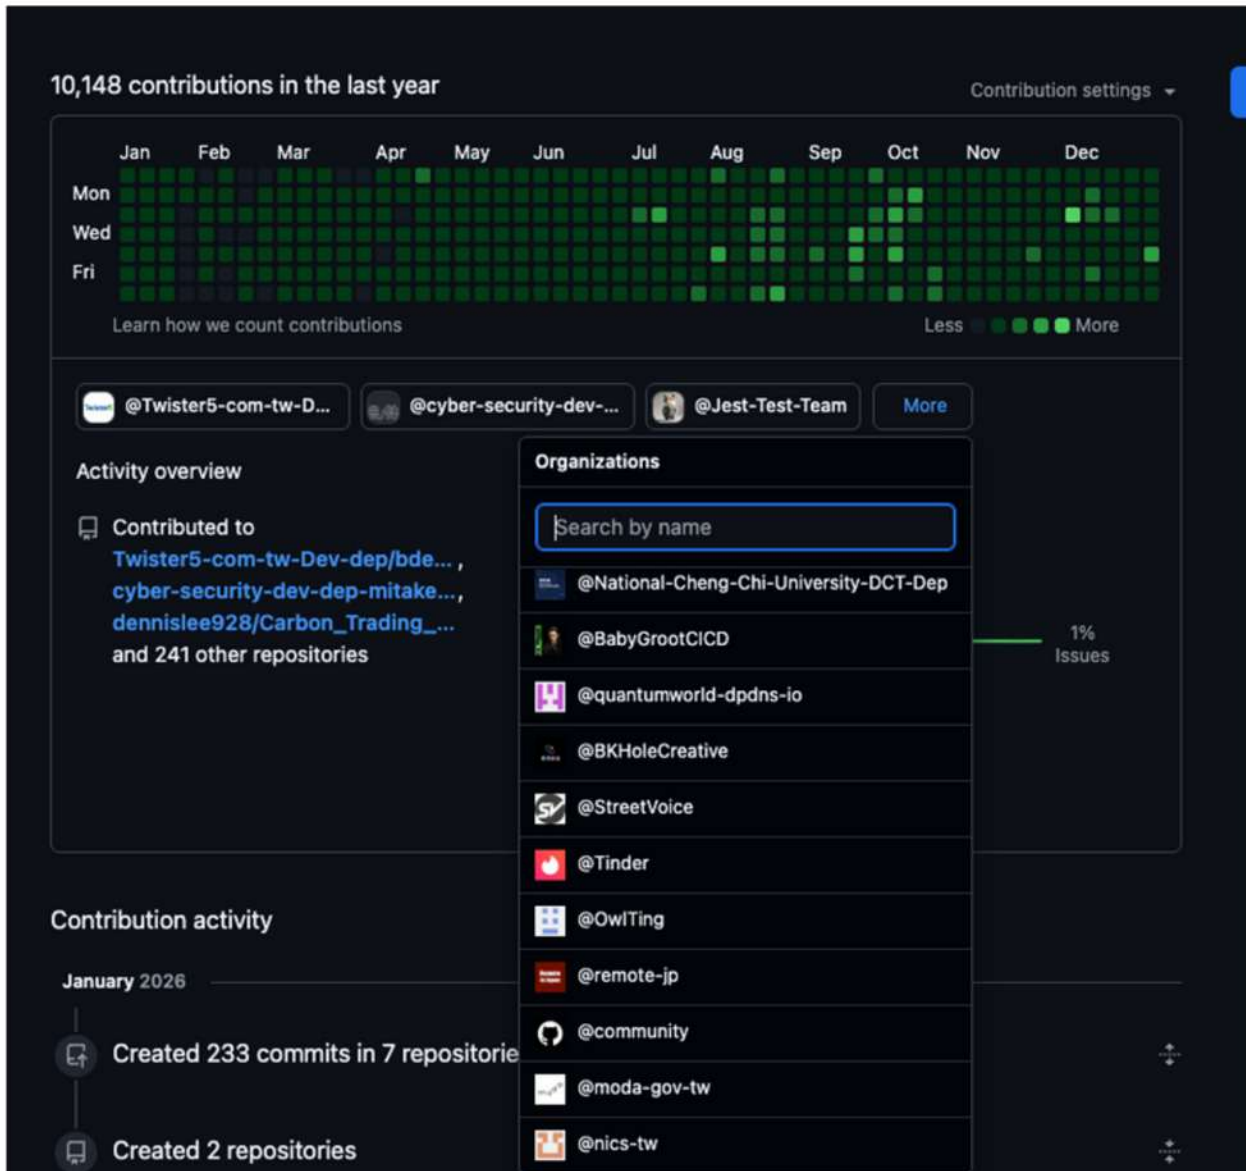 10,148 contributions in the last year
Contribution settings
Jan Feb Mar Apr May Jun Jul Aug Sep Oct Nov Dec
Mon
Wed
Fri
Learn how we count contributions
Less More
@Twister5-com-tw-D...
@cyber-security-dev-...
@Jest-Test-Team
More
Activity overview
Contributed to
Twister5-com-tw-Dev-dep/bde... ,
cyber-security-dev-dep-mitake... ,
dennislee928/Carbon_Trading_...
and 241 other repositories
Organizations
Search by name
@National-Cheng-Chi-University-DCT-Dep
@BabyGrootCICD
@quantumworld-dpdns-io
@BKHoleCreative
@StreetVoice
@Tinder
@OwlTing
@remote-jp
@community
@moda-gov-tw
@nics-tw
1%
Issues
Contribution activity
January 2026
Created 233 commits in 7 repositorie
Created 2 repositories